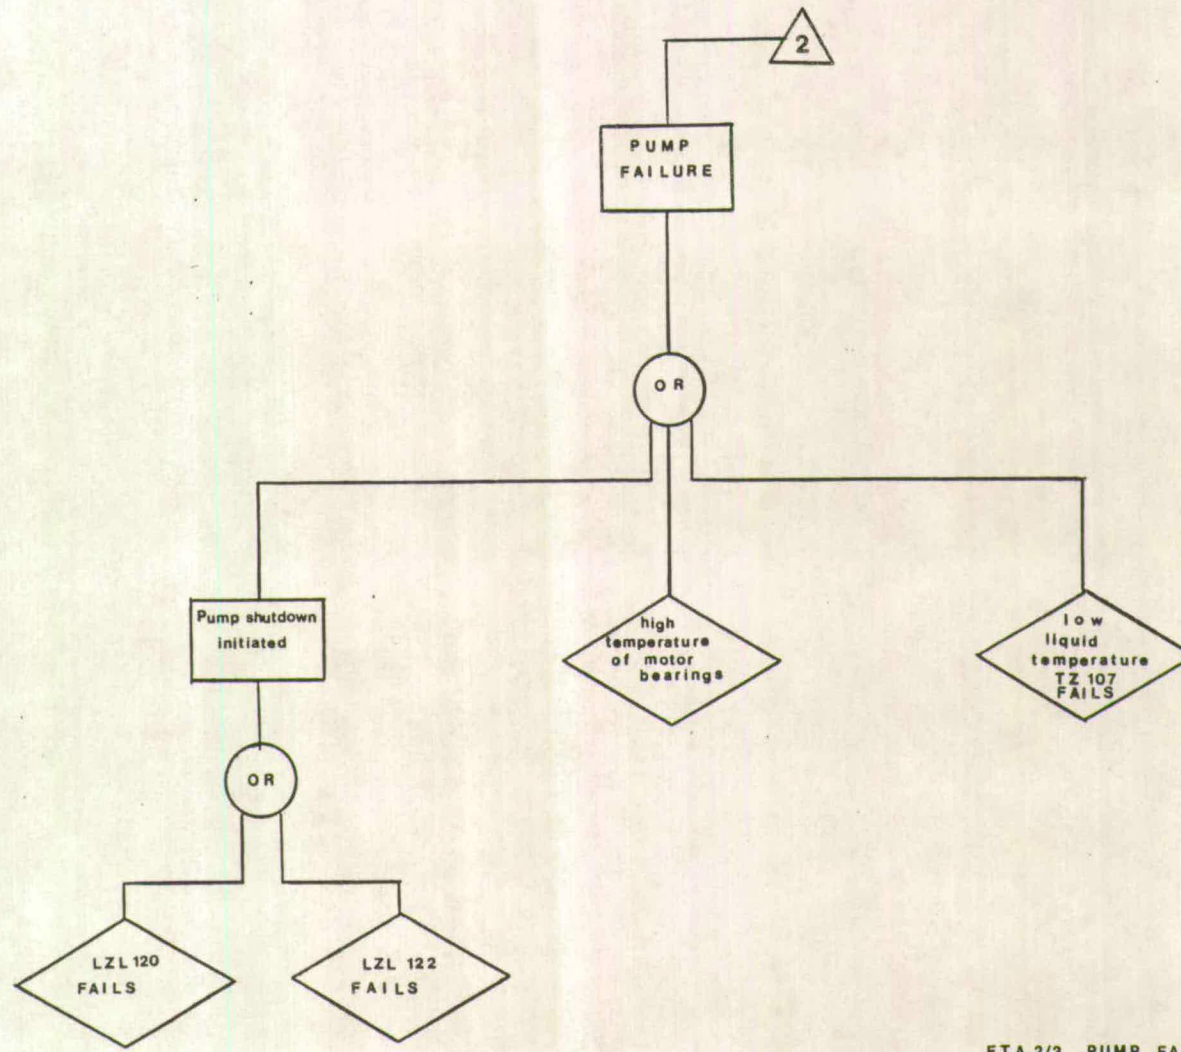 2
PUMP
FAILURE
OR
Pump shutdown
initiated
high
temperature
of motor
bearings
low
liquid
temperature
TZ 107
FAILS
OR
LZL 120
FAILS
LZL 122
FAILS